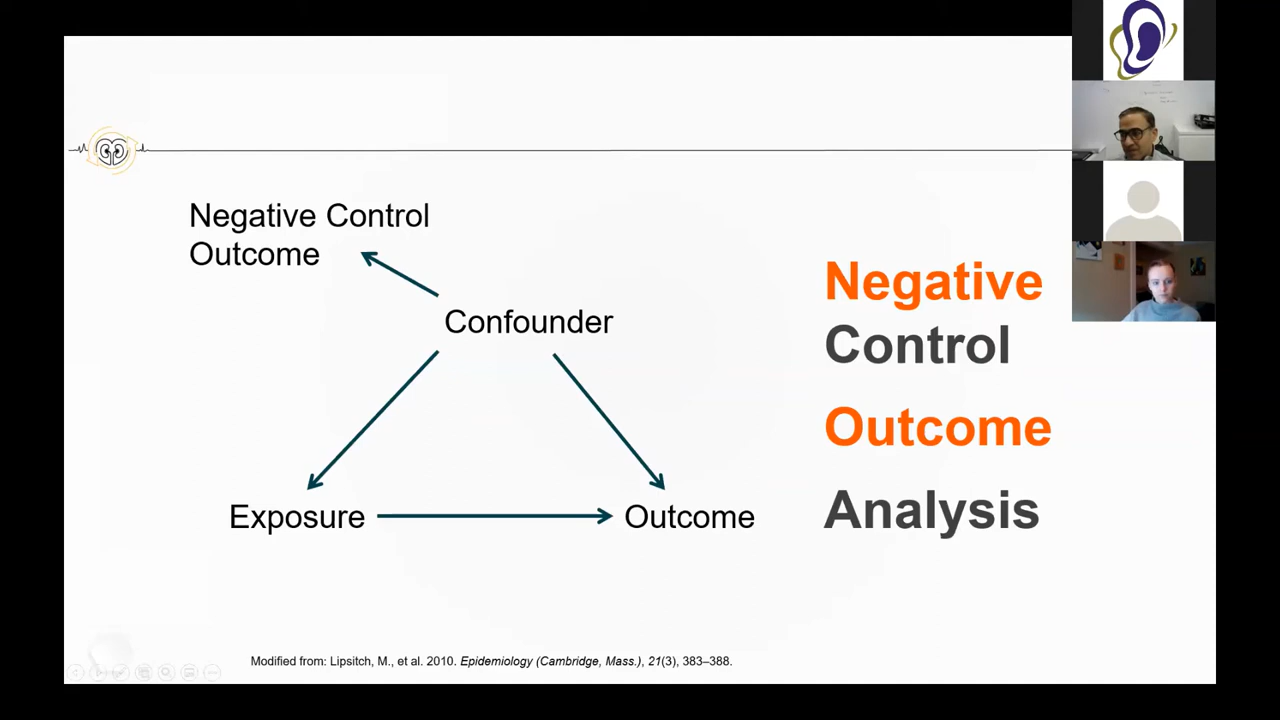 Negative Control
Outcome
Confounder
Exposure
Outcome
Negative
Control
Outcome
Analysis
Modified from: Lipsitch, M., et al. 2010. Epidemiology (Cambridge, Mass.), 21(3), 383–388.